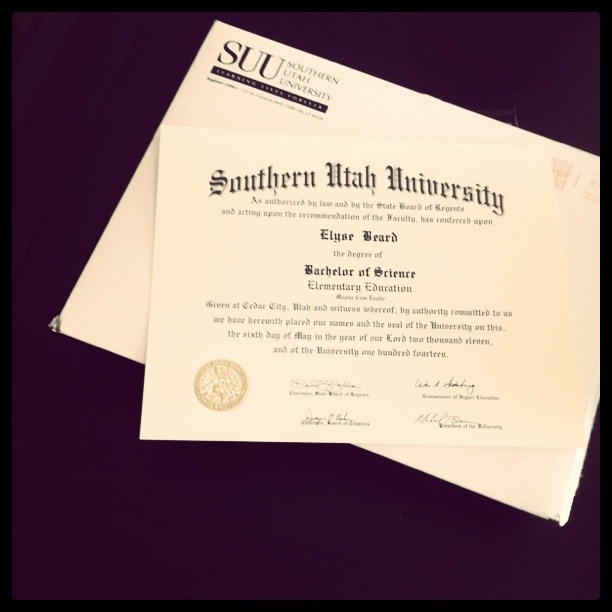 SUU SOUTHERN
UTAH
UNIVERSITY
LEARNING LIVES FOREVER
Southern Utah University
As authorized by law and by the State Board of Regents
and acting upon the recommendation of the Faculty, has conferred upon
Elyse Beard
the degree of
Bachelor of Science
Elementary Education
Magna Cum Laude
Given at Cedar City, Utah and witness whereof, by authority committed to us
we have herewith placed our names and the seal of the University on this,
the sixth day of May in the year of our Lord two thousand eleven,
and of the University one hundred fourteen.
Chairman, State Board of Regents
Commissioner of Higher Education
Chairman, Board of Trustees
President of the University